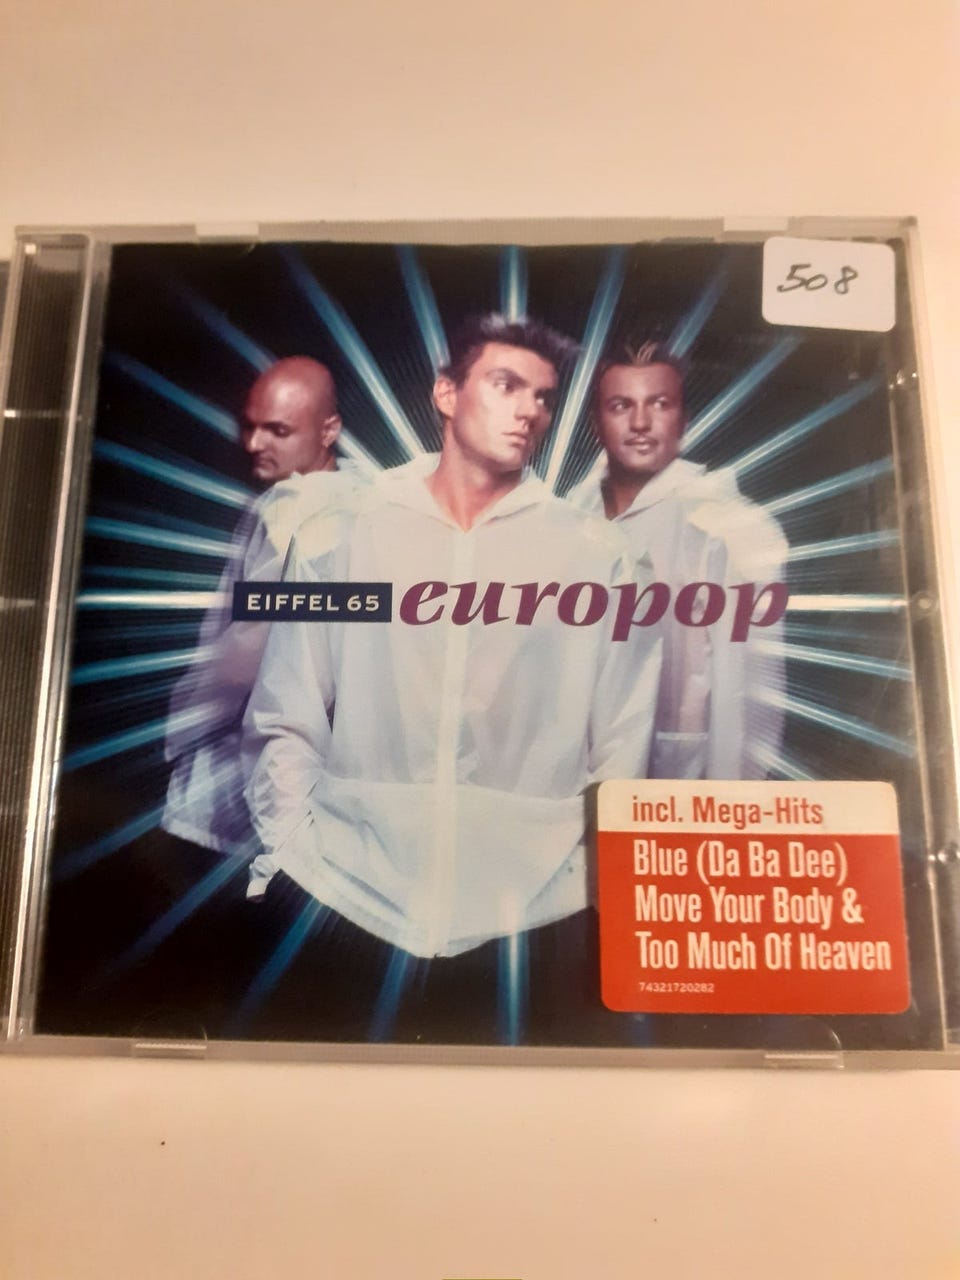 508
EIFFEL 65 europop
incl. Mega-Hits
Blue (Da Ba Dee)
Move Your Body &
Too Much Of Heaven
74321720282